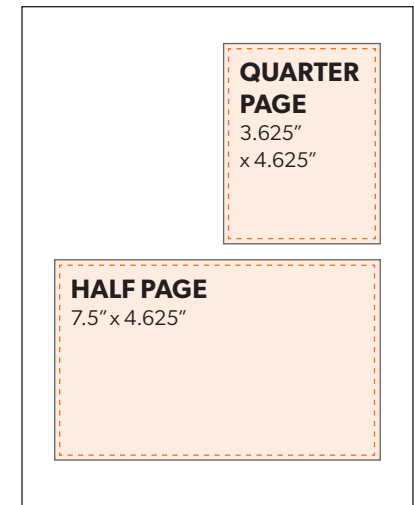 QUARTER
PAGE
3.625”
x 4.625”
HALF PAGE
7.5” x 4.625”